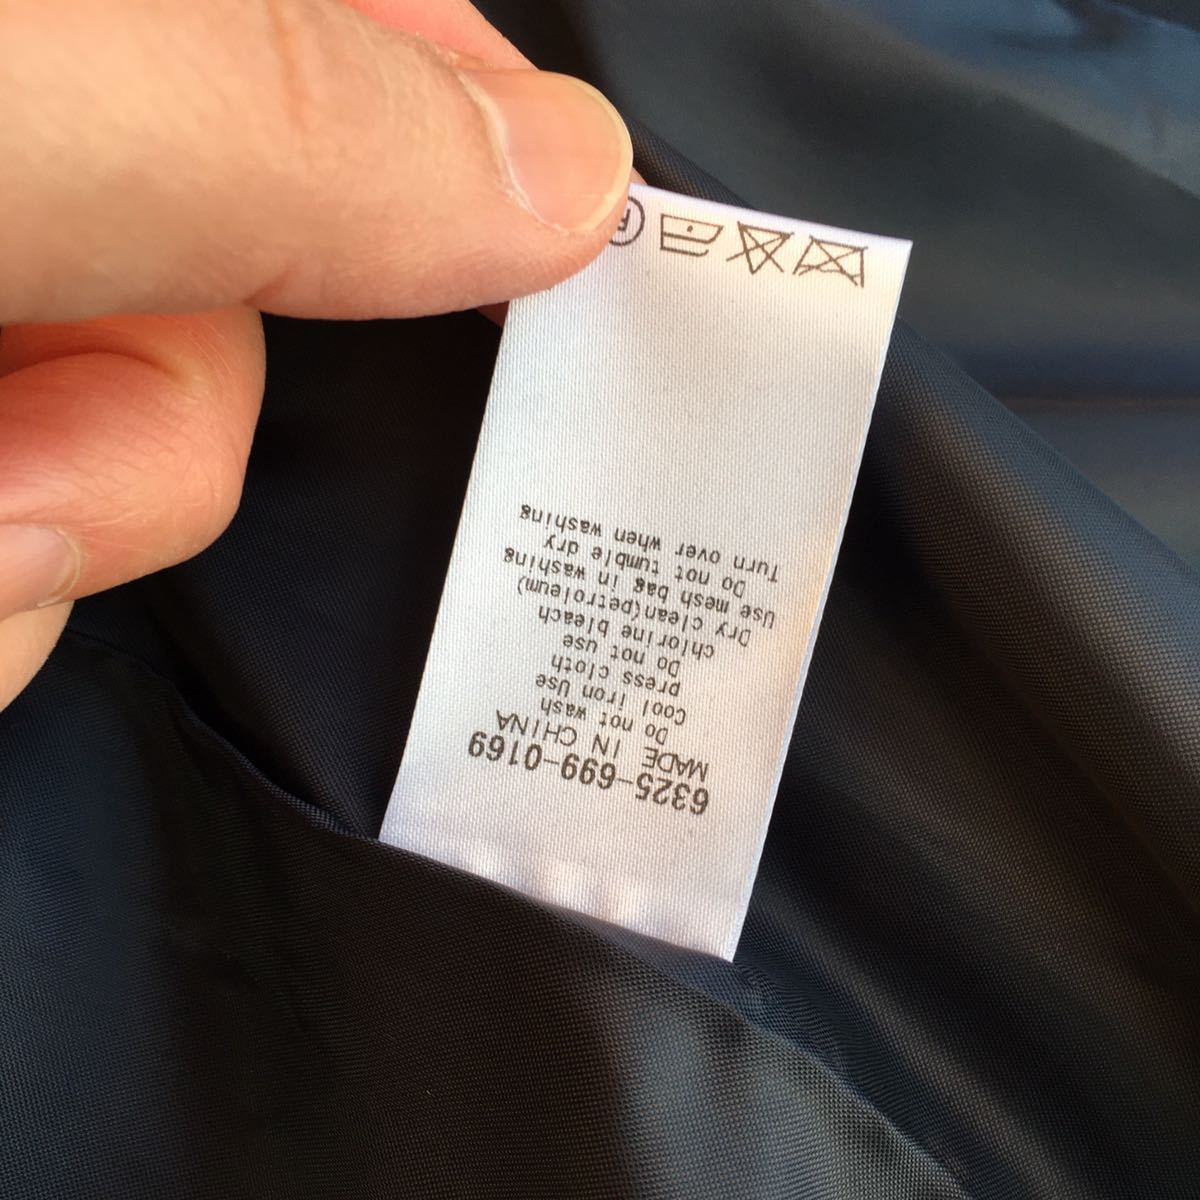 6325-699-0169
MADE IN CHINA
Do not wash
Cool iron Use
press cloth
Do not use
chlorine bleach
Dry clean(petroleum)
Use mesh bag in washing
Do not tumble dry
Turn over when washing